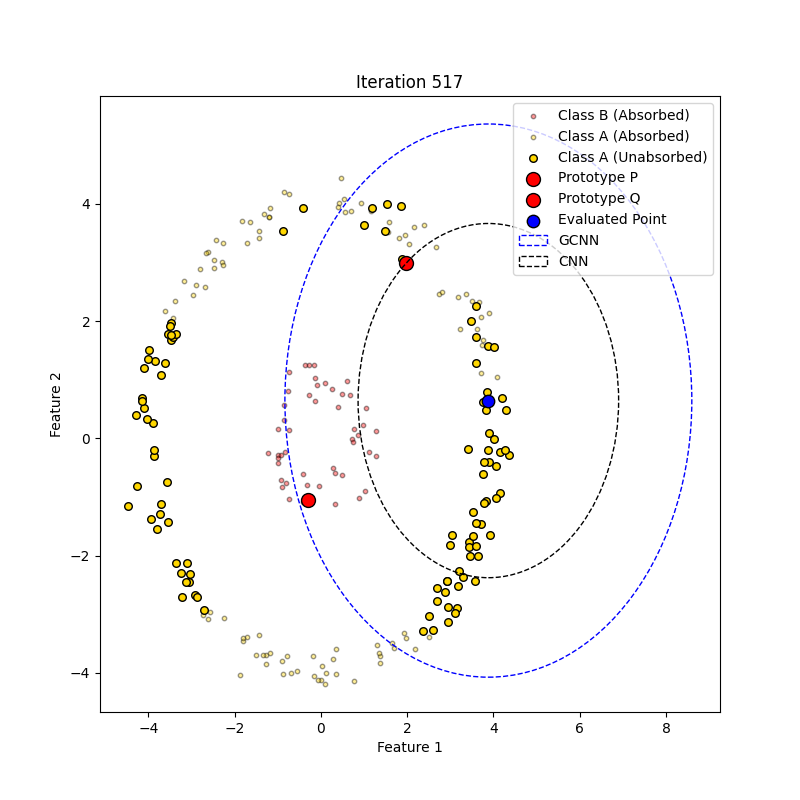 Iteration 517
Class B (Absorbed)
Class A (Absorbed)
Class A (Unabsorbed)
Prototype P
Prototype Q
Evaluated Point
GCNN
CNN
Feature 2
4
2
0
−2
−4
−4
−2
0
2
4
6
8
Feature 1